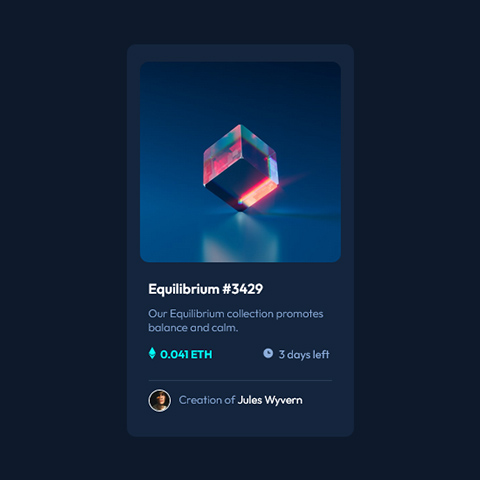 Equilibrium #3429
Our Equilibrium collection promotes
balance and calm.
0.041 ETH
3 days left
Creation of Jules Wyvern